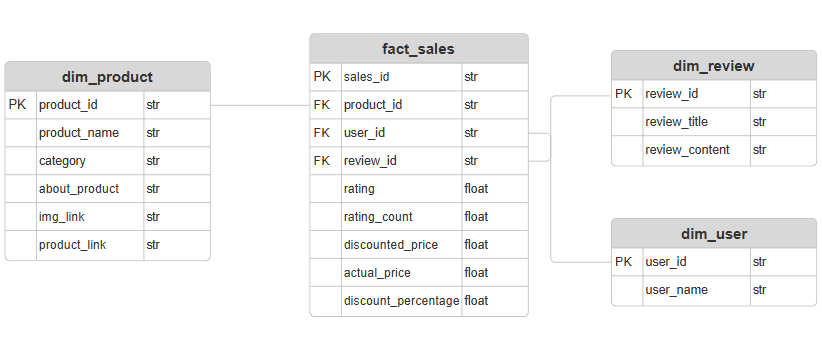 dim_product
PK product_id str
product_name str
category str
about_product str
img_link str
product_link str
fact_sales
PK sales_id str
FK product_id str
FK user_id str
FK review_id str
rating float
rating_count float
discounted_price float
actual_price float
discount_percentage float
dim_review
PK review_id str
review_title str
review_content str
dim_user
PK user_id str
user_name str